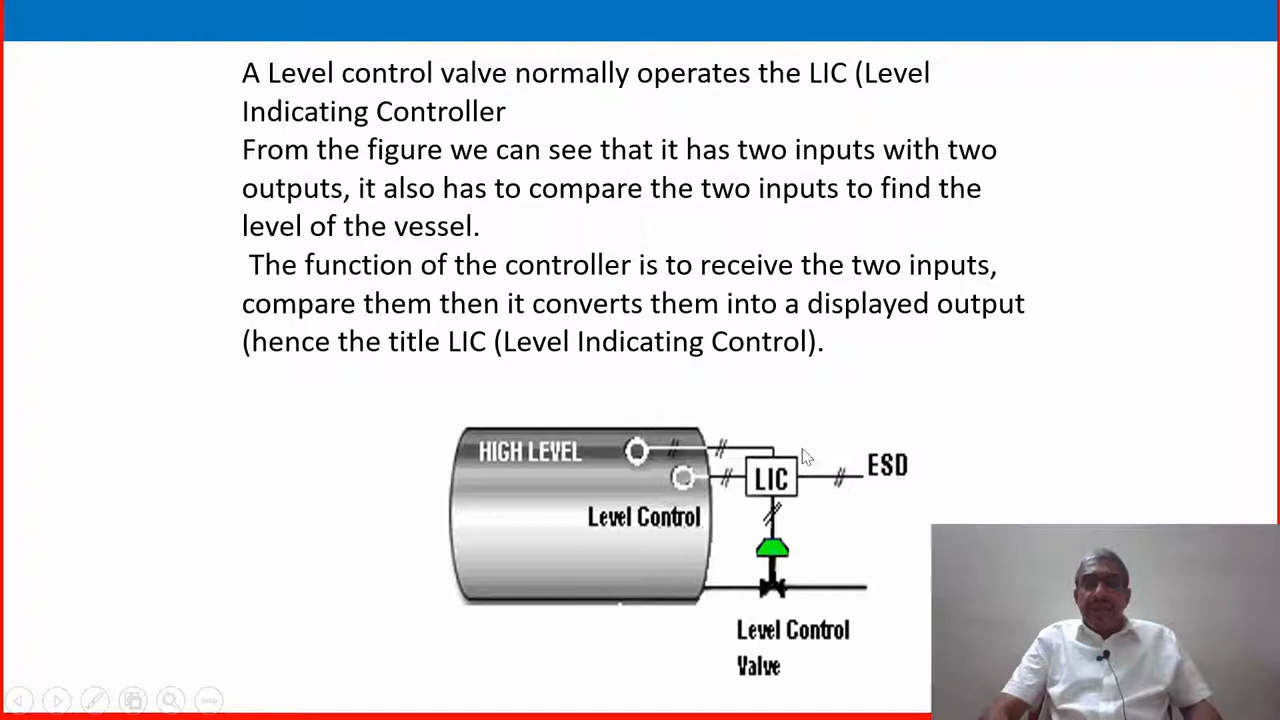 A Level control valve normally operates the LIC (Level
Indicating Controller
From the figure we can see that it has two inputs with two
outputs, it also has to compare the two inputs to find the
level of the vessel.
The function of the controller is to receive the two inputs,
compare them then it converts them into a displayed output
(hence the title LIC (Level Indicating Control).
HIGH LEVEL
LIC
ESD
Level Control
Level Control
Valve